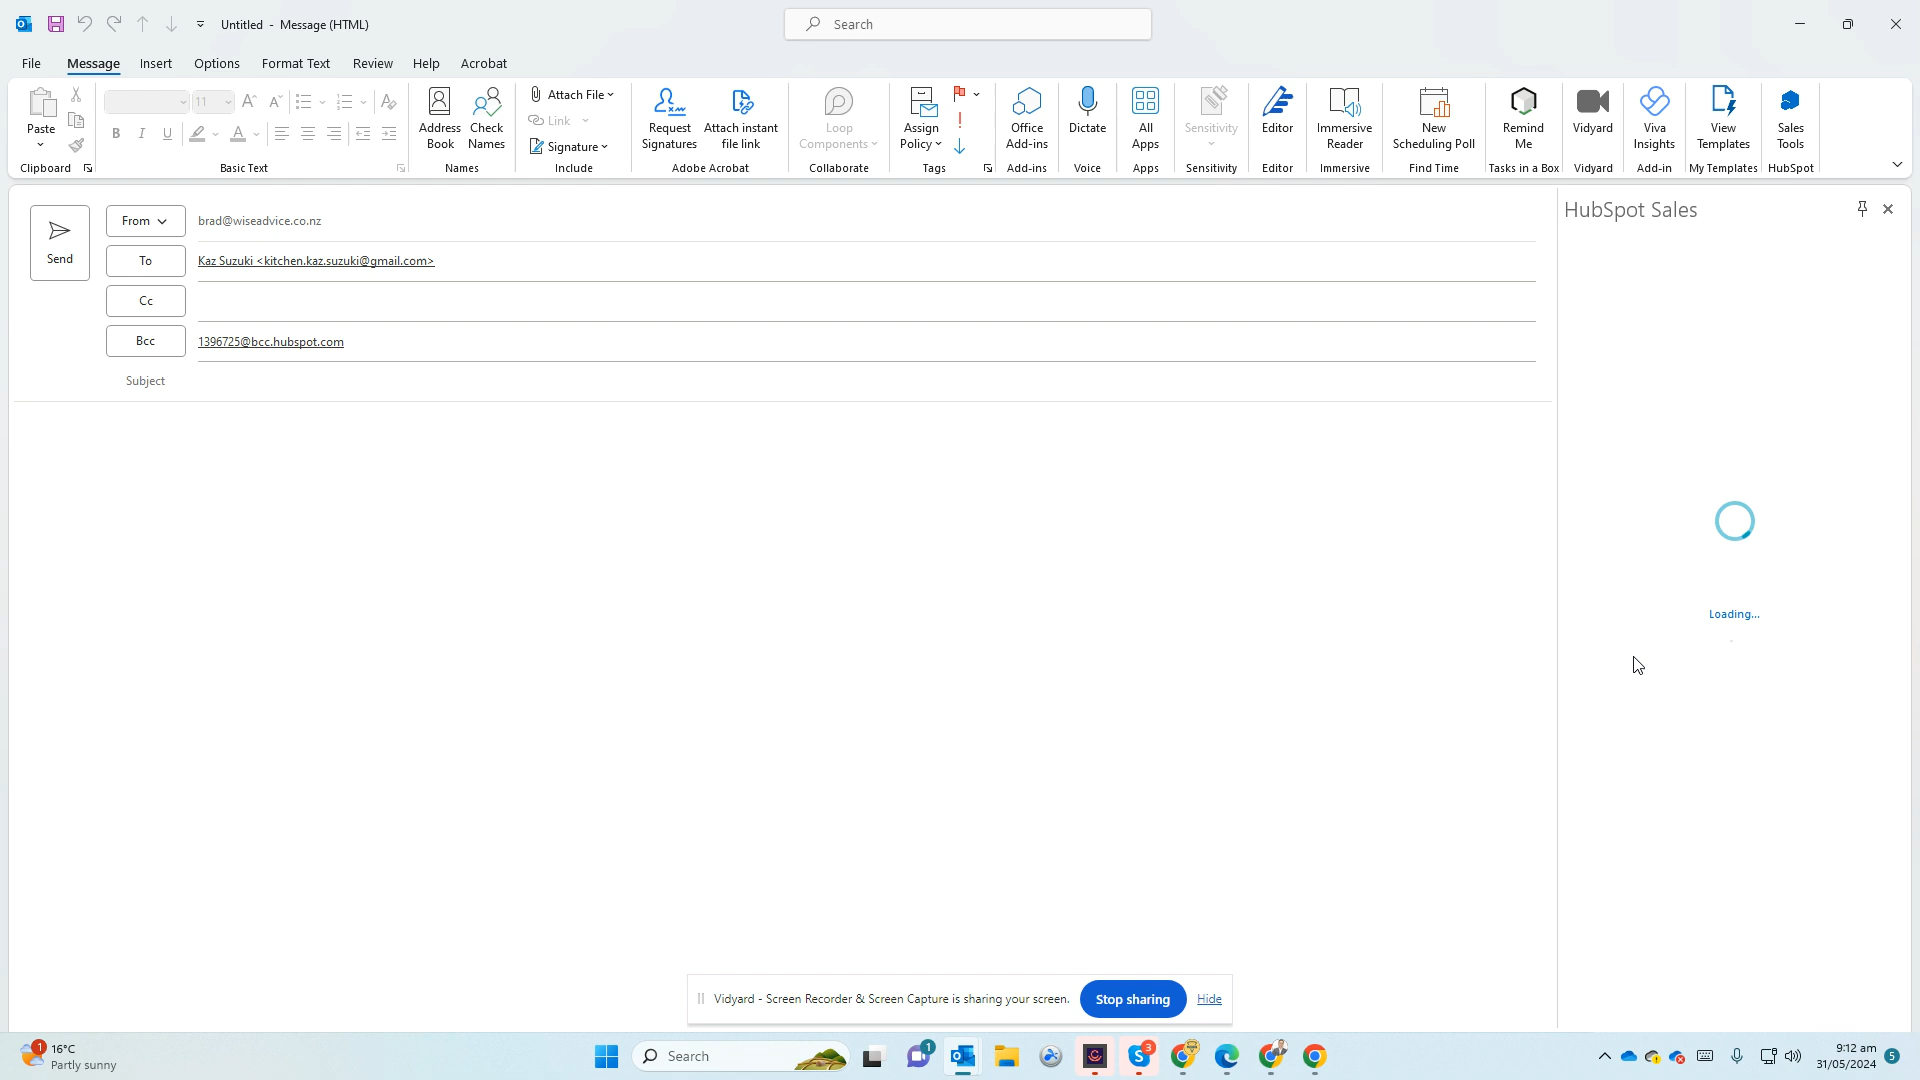 Untitled - Message (HTML)
Search
File
Message
Insert
Options
Format Text
Review
Help
Acrobat
Paste
Clipboard
11
B I U
Basic Text
Address
Book
Check
Names
Names
Attach File
Link
Signature
Include
Request
Signatures
Attach instant
file link
Adobe Acrobat
Loop
Components
Collaborate
Assign
Policy
Tags
Office
Add-ins
Add-ins
Dictate
Voice
All
Apps
Apps
Sensitivity
Sensitivity
Editor
Editor
Immersive
Reader
Immersive
New
Scheduling Poll
Find Time
Remind
Me
Tasks in a Box
Vidyard
Vidyard
Viva
Insights
Add-in
View
Templates
My Templates
Sales
Tools
HubSpot
Send
From
brad@wiseadvice.co.nz
To
Kaz Suzuki <kitchen.kaz.suzuki@gmail.com>
Cc
Bcc
1396725@bcc.hubspot.com
Subject
HubSpot Sales
Loading...
Vidyard - Screen Recorder & Screen Capture is sharing your screen.
Stop sharing
Hide
1
16°C
Partly sunny
Search
1
3
9:12 am
31/05/2024
5